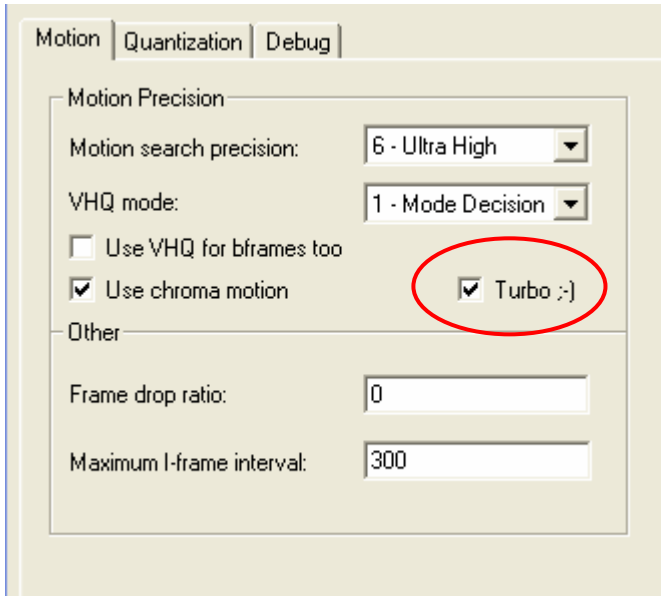 Motion Quantization Debug
Motion Precision
Motion search precision: 6 - Ultra High
VHQ mode: 1 - Mode Decision
Use VHQ for bframes too
Use chroma motion Turbo ;-)
Other
Frame drop ratio: 0
Maximum I-frame interval: 300